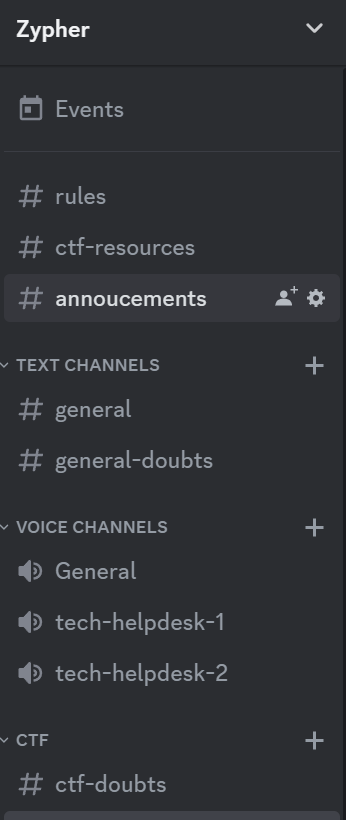 Zypher
Events
rules
ctf-resources
annoucements
TEXT CHANNELS
general
general-doubts
VOICE CHANNELS
General
tech-helpdesk-1
tech-helpdesk-2
CTF
ctf-doubts